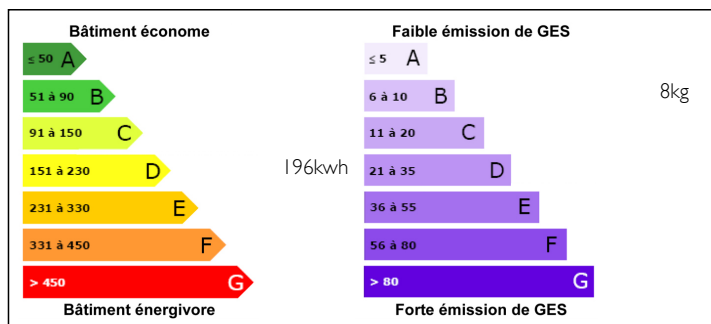 Bâtiment économe
≤ 50 A
51 à 90 B
91 à 150 C
151 à 230 D
196kwh
231 à 330 E
331 à 450 F
> 450 G
Bâtiment énergivore
Faible émission de GES
≤ 5 A
6 à 10 B
8kg
11 à 20 C
21 à 35 D
36 à 55 E
56 à 80 F
> 80 G
Forte émission de GES